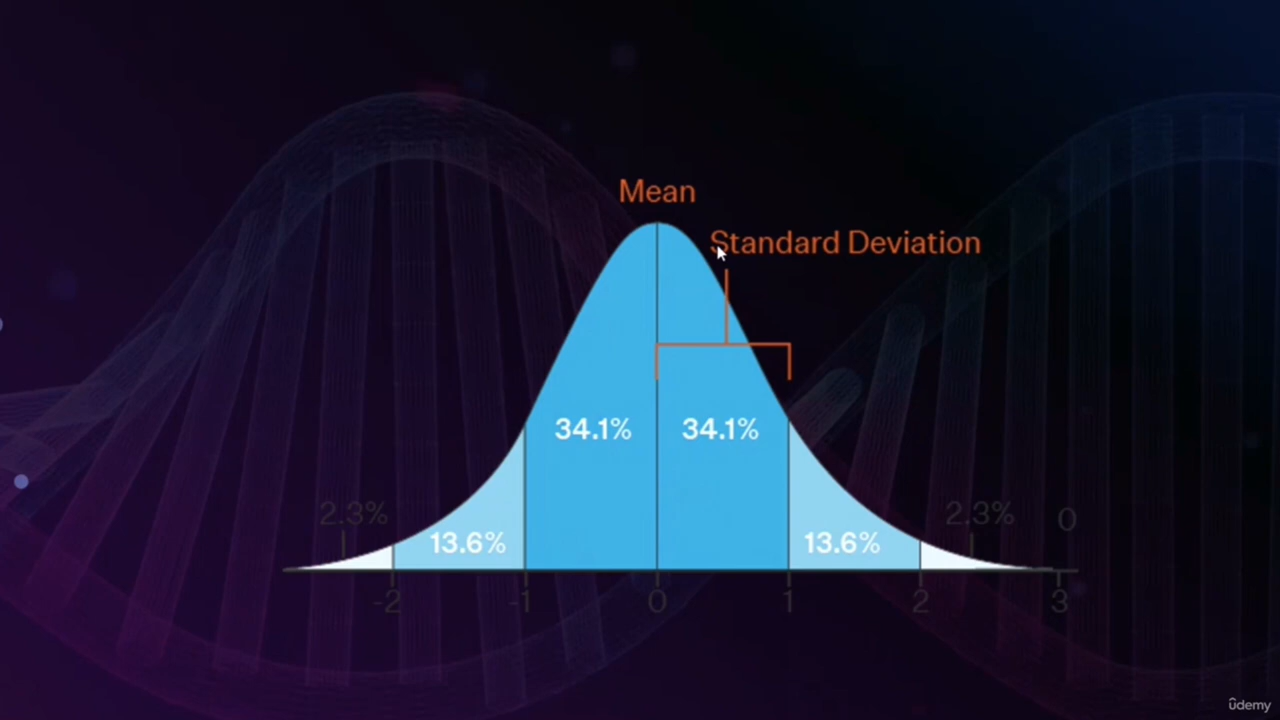 Mean
Standard Deviation
34.1% 34.1%
2.3% 2.3% 0
13.6% 13.6%
-2 -1 0 1 2 3
ûdemy